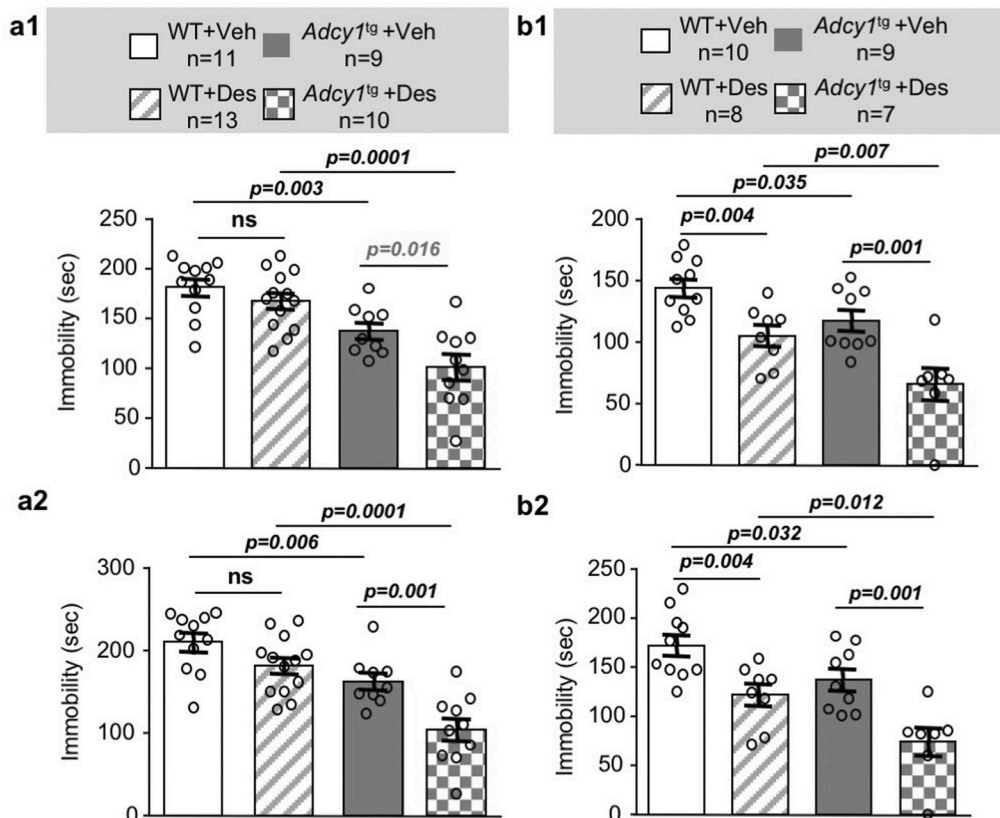 a1
WT+Veh
n=11
Adcy1tg +Veh
n=9
WT+Des
n=13
Adcy1tg +Des
n=10
p=0.0001
p=0.003
ns
p=0.016
Immobility (sec)
250
200
150
100
50
0
b1
WT+Veh
n=10
Adcy1tg +Veh
n=9
WT+Des
n=8
Adcy1tg +Des
n=7
p=0.007
p=0.035
p=0.004
p=0.001
Immobility (sec)
200
150
100
50
0
a2
p=0.0001
p=0.006
ns
p=0.001
Immobility (sec)
300
200
100
0
b2
p=0.012
p=0.032
p=0.004
p=0.001
Immobility (sec)
250
200
150
100
50
0